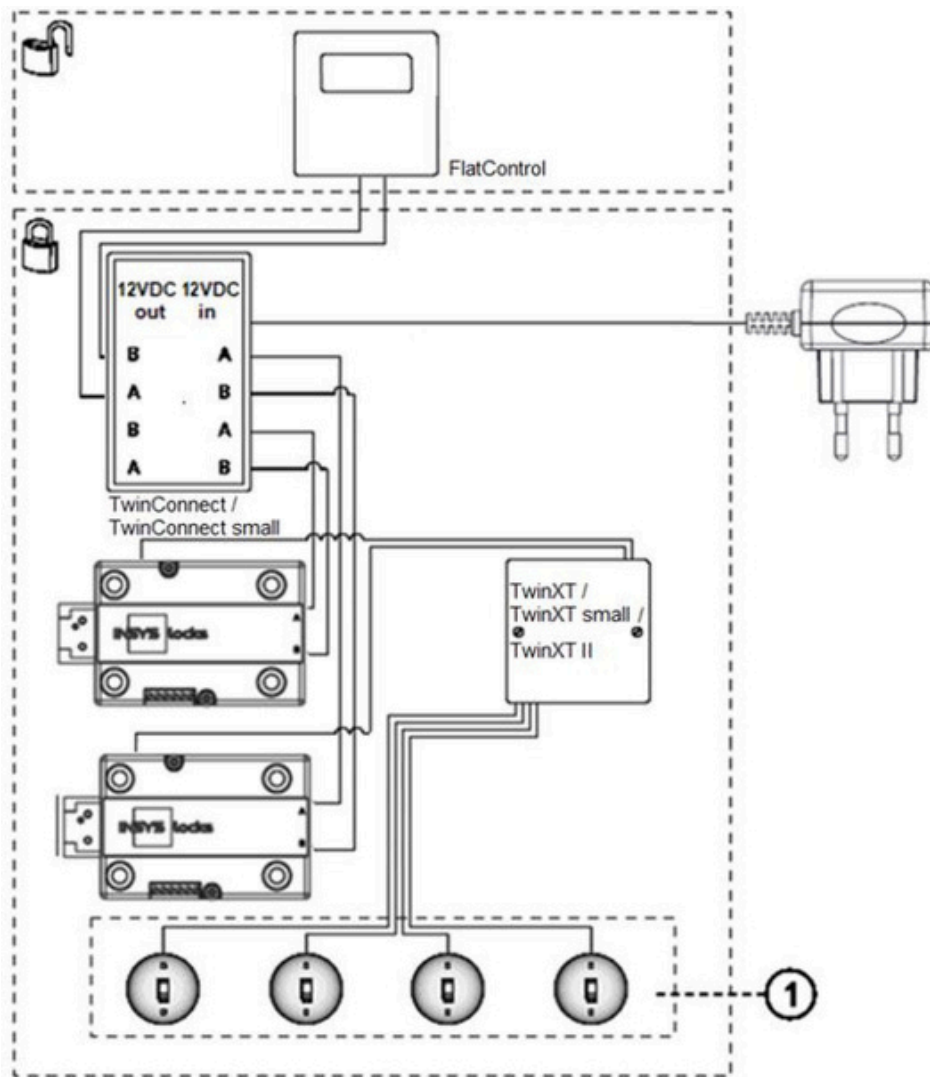 FlatControl
12VDC 12VDC
out in
B A
A B
B A
A B
TwinConnect /
TwinConnect small
TwinXT /
TwinXT small /
TwinXT II
INSYS locks
A
B
INSYS locks
A
B
1